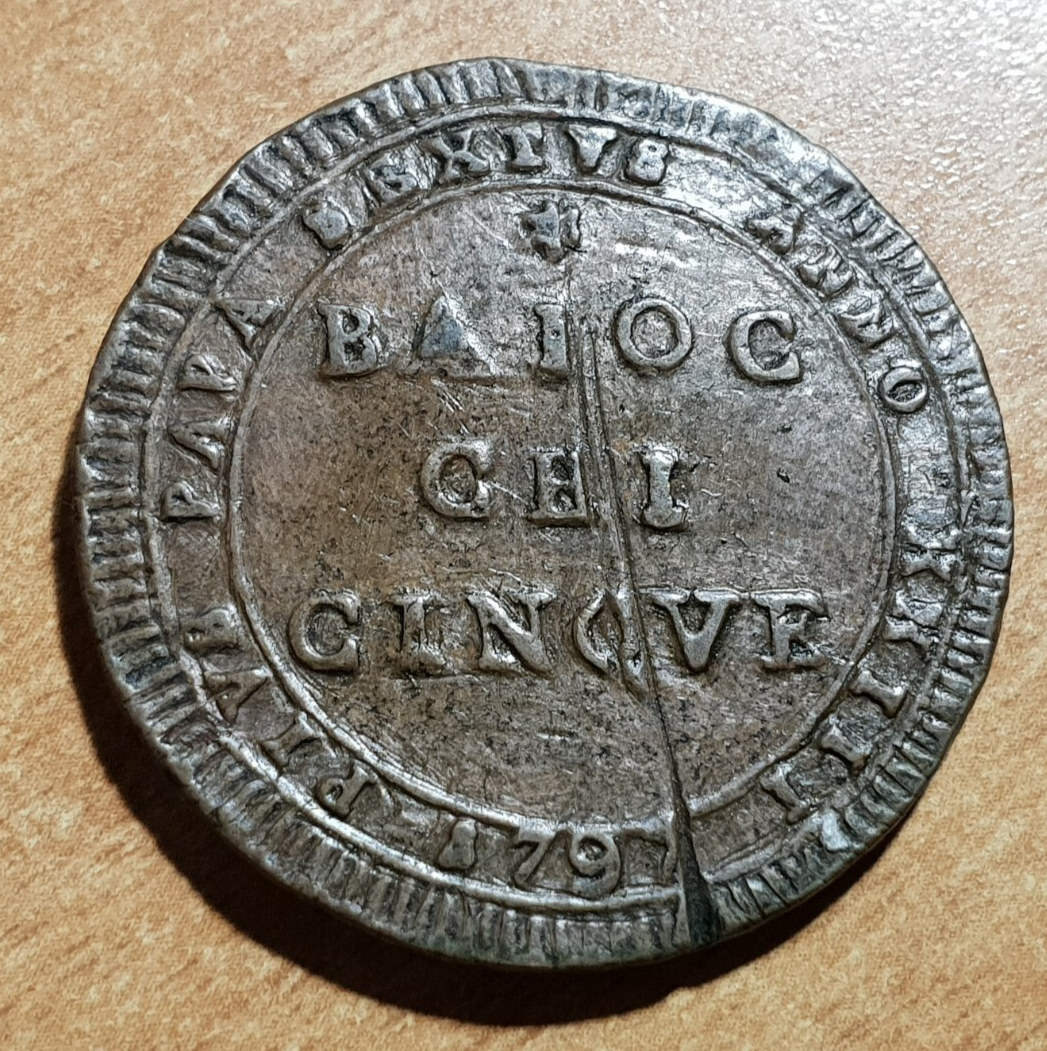 PIVS PAPA SEXTVS ANNO XXIII
BAIOC
CHI
CINQVE
1797